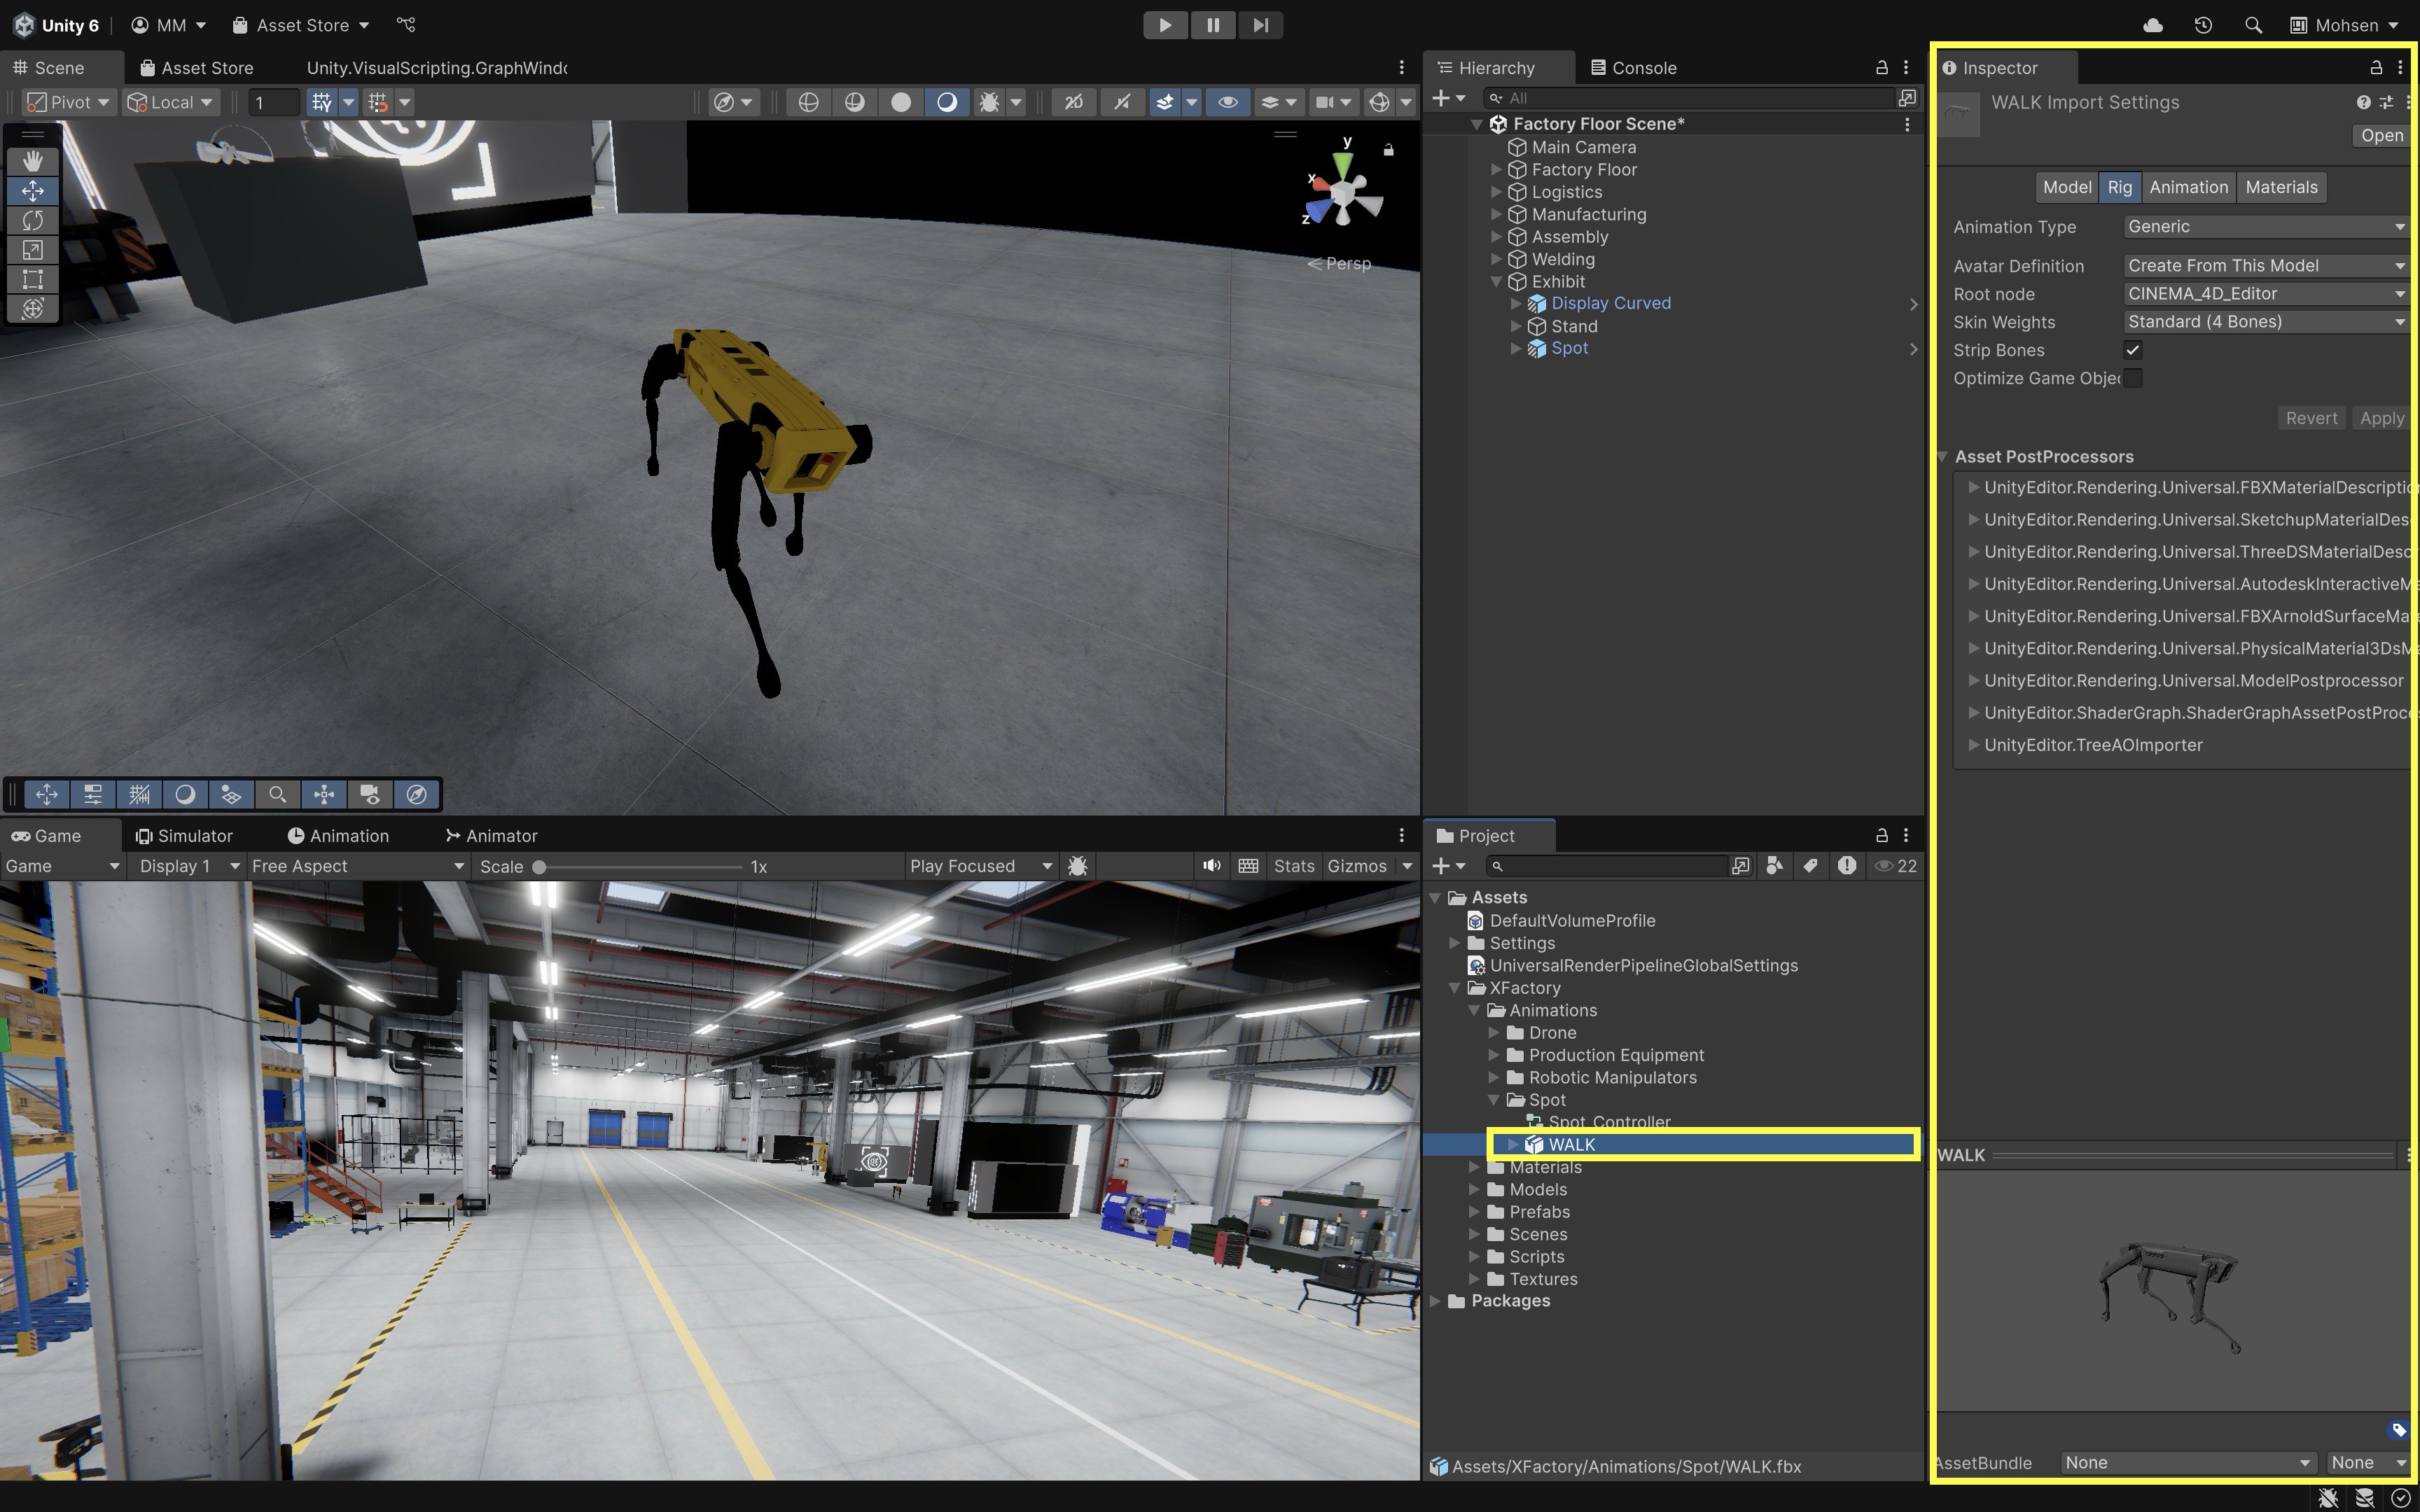 Unity 6
MM
Asset Store
Mohsen
Scene
Asset Store
Unity.VisualScripting.GraphWind
Pivot
Local
1
2D
y
x
z
Persp
Hierarchy
Console
All
Factory Floor Scene*
Main Camera
Factory Floor
Logistics
Manufacturing
Assembly
Welding
Exhibit
Display Curved
Stand
Spot
Inspector
WALK Import Settings
Open
Model
Rig
Animation
Materials
Animation Type
Generic
Avatar Definition
Create From This Model
Root node
CINEMA_4D_Editor
Skin Weights
Standard (4 Bones)
Strip Bones
Optimize Game Obje
Revert
Apply
Asset PostProcessors
UnityEditor.Rendering.Universal.FBXMaterialDescriptio
UnityEditor.Rendering.Universal.SketchupMaterialDes
UnityEditor.Rendering.Universal.ThreeDSMaterialDesc
UnityEditor.Rendering.Universal.AutodeskInteractiveM
UnityEditor.Rendering.Universal.FBXArnoldSurfaceMat
UnityEditor.Rendering.Universal.PhysicalMaterial3DsM
UnityEditor.Rendering.Universal.ModelPostprocessor
UnityEditor.ShaderGraph.ShaderGraphAssetPostProce
UnityEditor.TreeAOImporter
Game
Simulator
Animation
Animator
Game
Display 1
Free Aspect
Scale
1x
Play Focused
Stats
Gizmos
Project
22
Assets
DefaultVolumeProfile
Settings
UniversalRenderPipelineGlobalSettings
XFactory
Animations
Drone
Production Equipment
Robotic Manipulators
Spot
Spot_Controller
WALK
Materials
Models
Prefabs
Scenes
Scripts
Textures
Packages
Assets/XFactory/Animations/Spot/WALK.fbx
WALK
AssetBundle
None
None